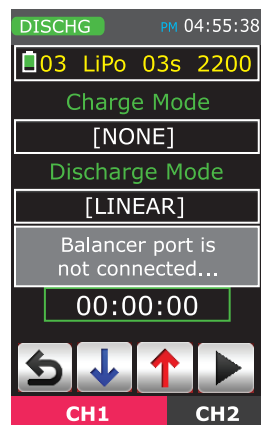 DISCHG PM 04:55:38
03 LiPo 03s 2200
Charge Mode
[NONE]
Discharge Mode
[LINEAR]
Balancer port is
not connected...
00:00:00
CH1 CH2